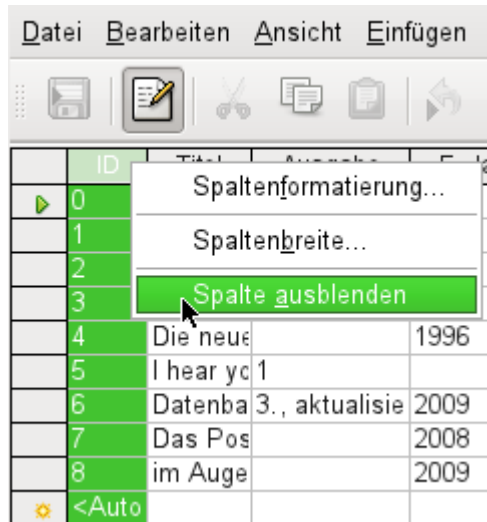 Datei Bearbeiten Ansicht Einfügen
ID
Spaltenformatierung...
Spaltenbreite...
Spalte ausblenden
0
1
2
3
4 Die neue 1996
5 I hear yo 1
6 Datenba 3., aktualisie 2009
7 Das Pos 2008
8 im Auge 2009
<Auto